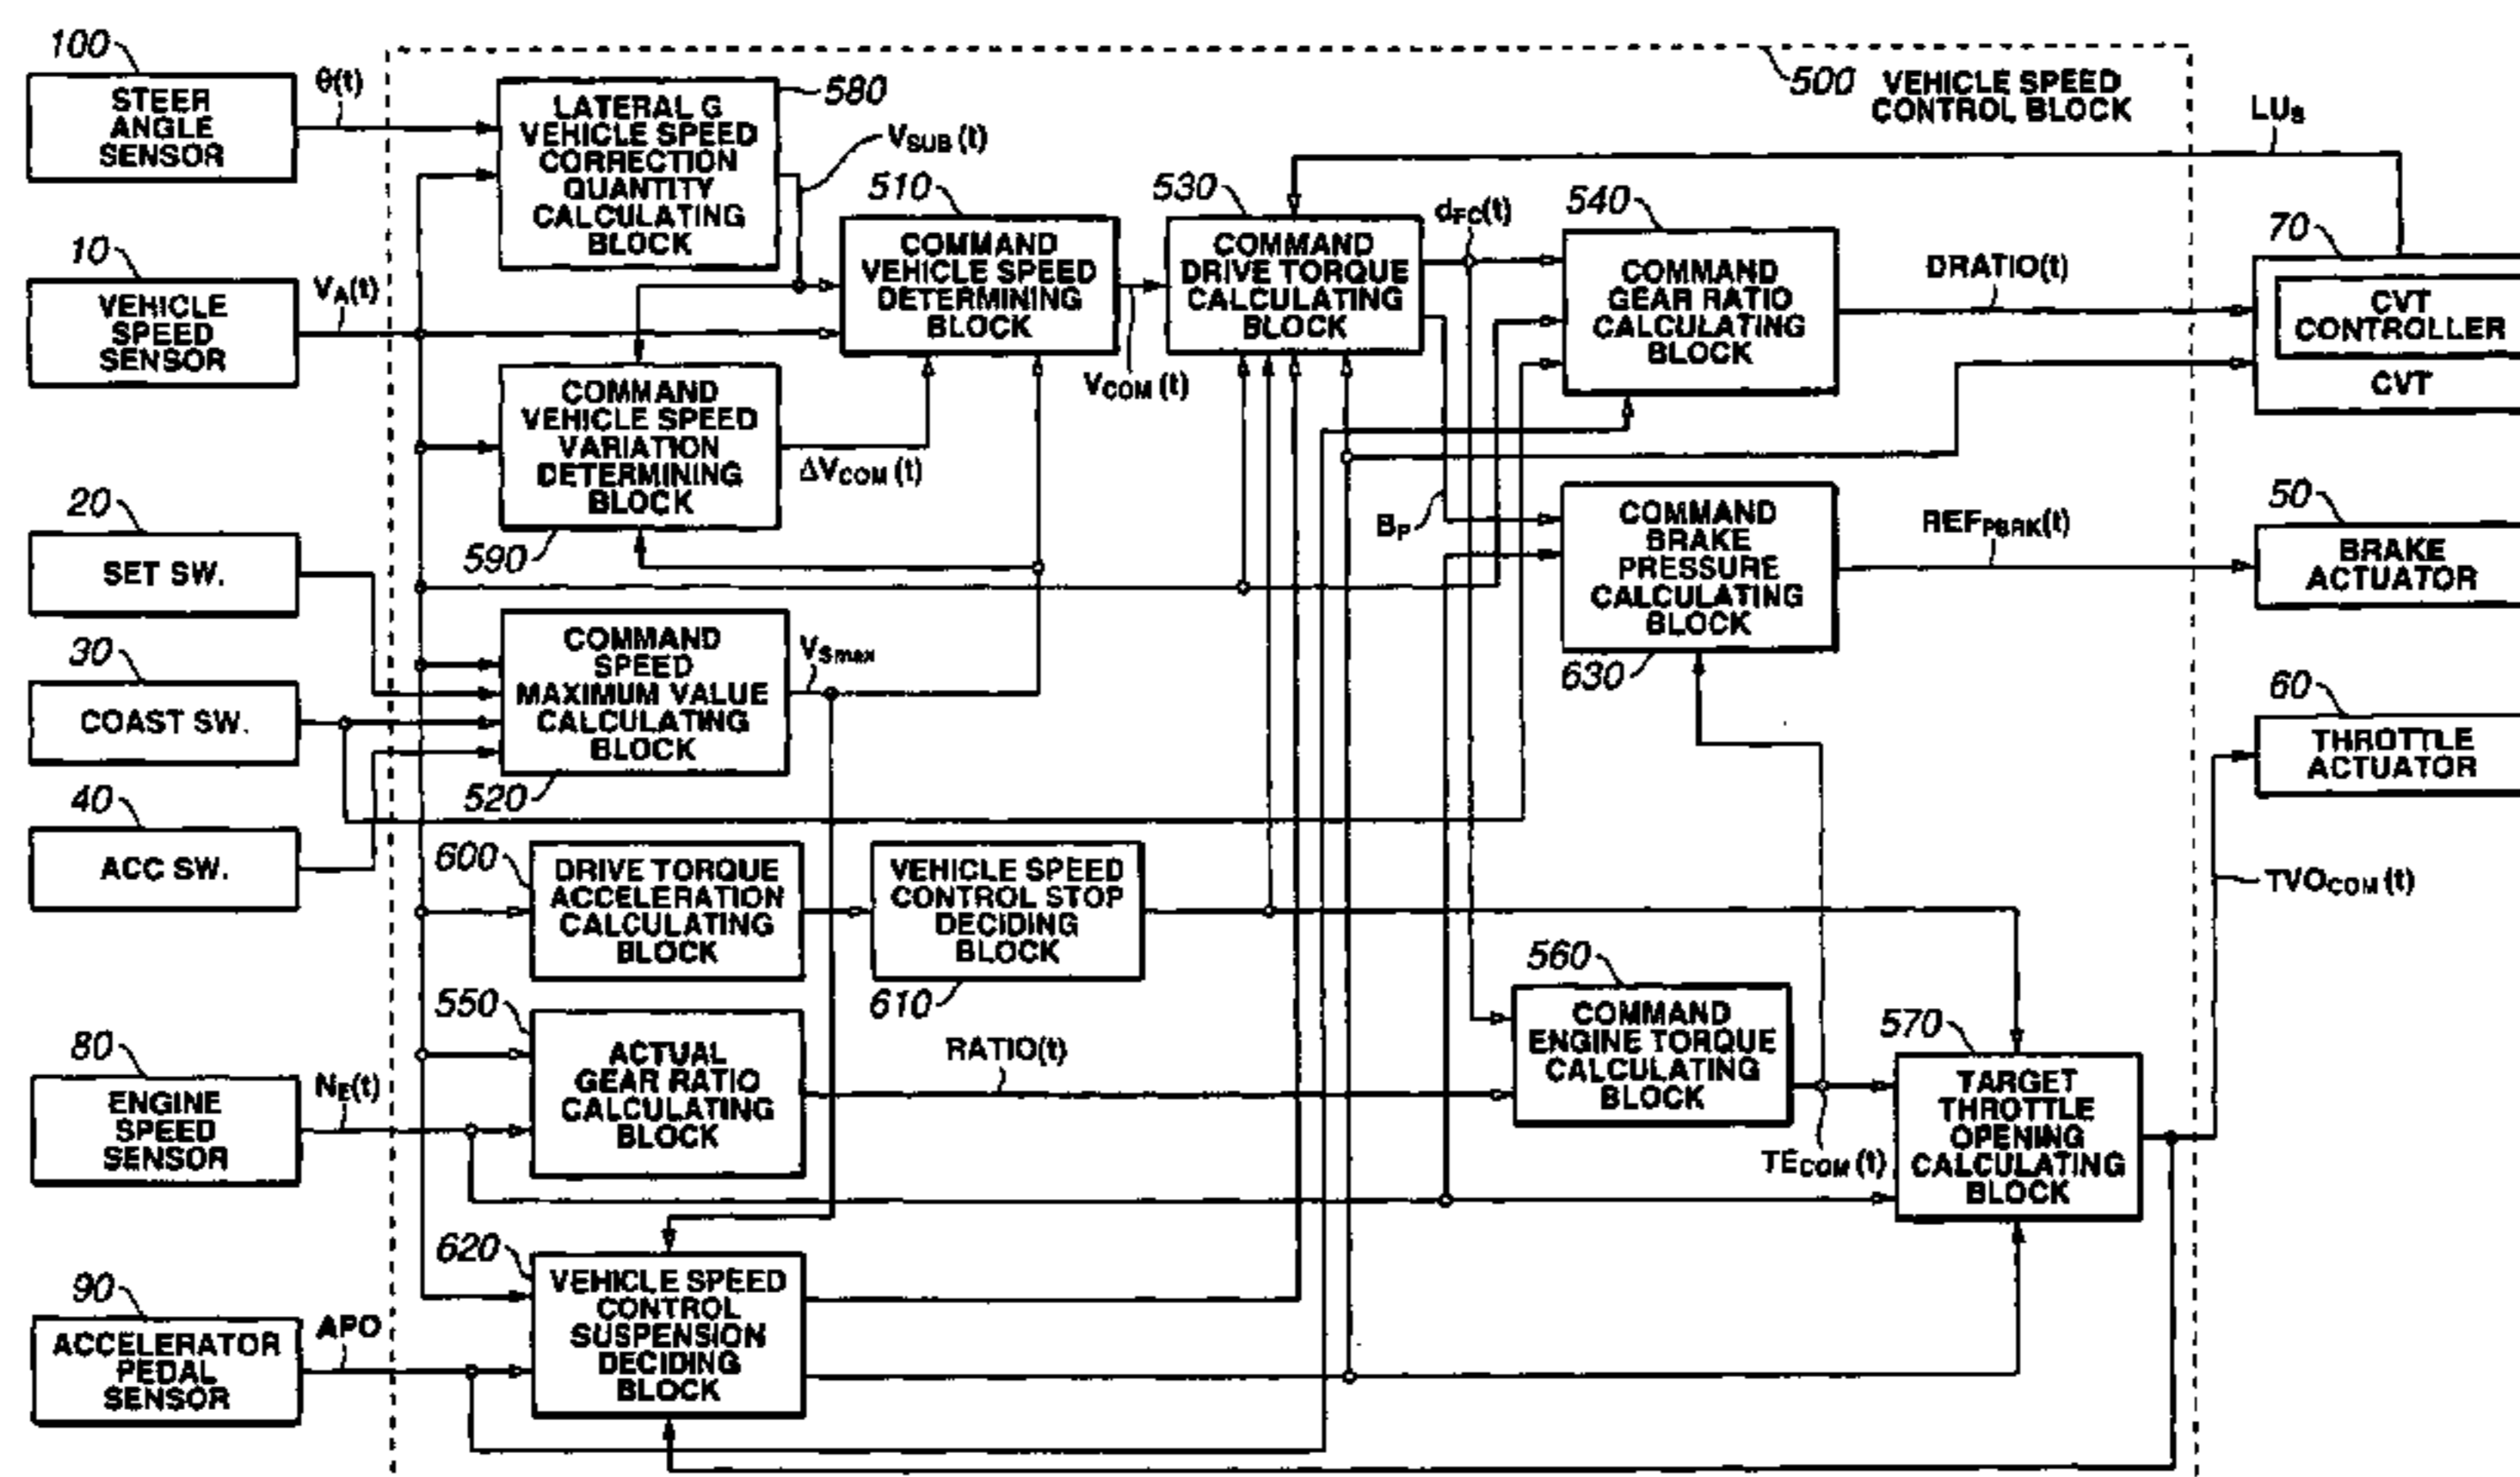 100
STEER
ANGLE
SENSOR
θ(t)
580
LATERAL G
VEHICLE SPEED
CORRECTION
QUANTITY
CALCULATING
BLOCK
VSUB (t)
500 VEHICLE SPEED
CONTROL BLOCK
LUs
10
VEHICLE
SPEED
SENSOR
VA(t)
510
COMMAND
VEHICLE SPEED
DETERMINING
BLOCK
VCOM (t)
530
COMMAND
DRIVE TORQUE
CALCULATING
BLOCK
dFC(t)
540
COMMAND
GEAR RATIO
CALCULATING
BLOCK
DRATIO(t)
70
CVT
CONTROLLER
CVT
COMMAND
VEHICLE SPEED
VARIATION
DETERMINING
BLOCK
590
ΔVCOM (t)
20
SET SW.
BP
COMMAND
BRAKE
PRESSURE
CALCULATING
BLOCK
630
REFPBRK(t)
50
BRAKE
ACTUATOR
30
COAST SW.
COMMAND
SPEED
MAXIMUM VALUE
CALCULATING
BLOCK
520
VSmax
60
THROTTLE
ACTUATOR
40
ACC SW.
600
DRIVE TORQUE
ACCELERATION
CALCULATING
BLOCK
VEHICLE SPEED
CONTROL STOP
DECIDING
BLOCK
610
TVOCOM (t)
80
ENGINE
SPEED
SENSOR
NE(t)
550
ACTUAL
GEAR RATIO
CALCULATING
BLOCK
RATIO(t)
560
COMMAND
ENGINE TORQUE
CALCULATING
BLOCK
TECOM (t)
570
TARGET
THROTTLE
OPENING
CALCULATING
BLOCK
90
ACCELERATOR
PEDAL
SENSOR
APO
620
VEHICLE SPEED
CONTROL
SUSPENSION
DECIDING
BLOCK